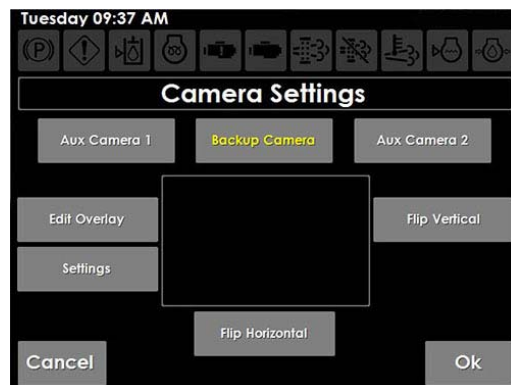 Tuesday 09:37 AM
(P)
Camera Settings
Aux Camera 1
Backup Camera
Aux Camera 2
Edit Overlay
Flip Vertical
Settings
Flip Horizontal
Cancel
Ok